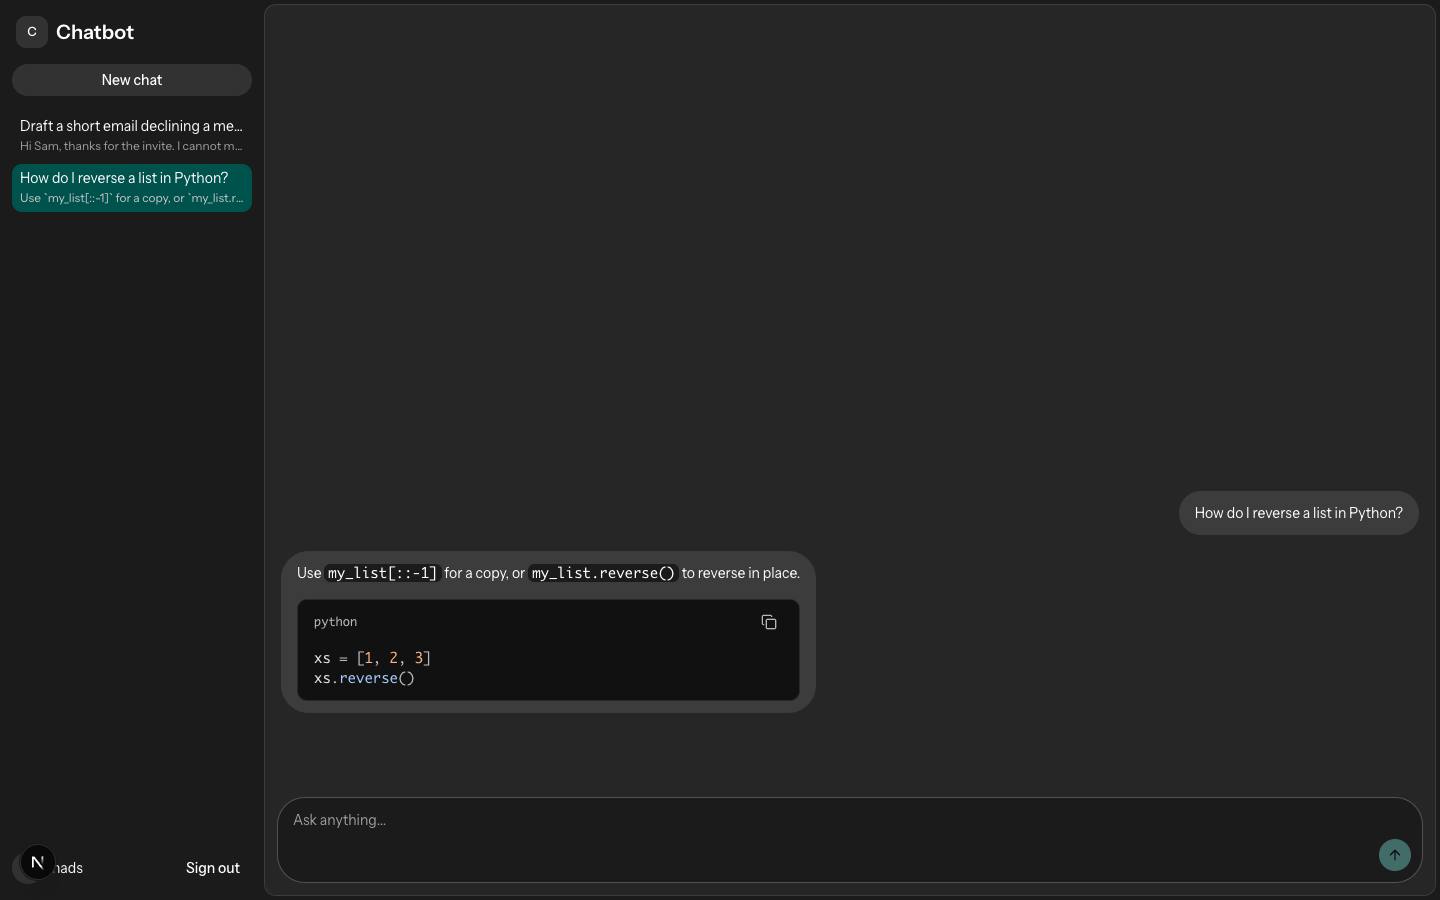 C
Chatbot
New chat
Draft a short email declining a me...
Hi Sam, thanks for the invite. I cannot m...
How do I reverse a list in Python?
Use `my_list[::-1]` for a copy, or `my_list.r...
How do I reverse a list in Python?
Use my_list[::-1] for a copy, or my_list.reverse() to reverse in place.
python
xs = [1, 2, 3]
xs.reverse()
Ask anything...
N
Sign out